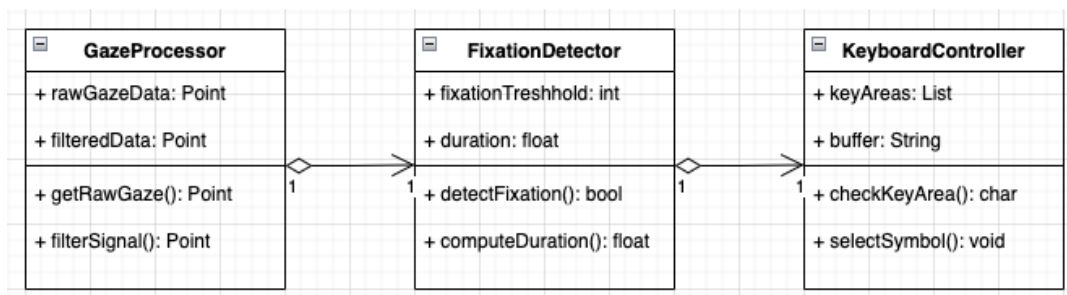 GazeProcessor
+ rawGazeData: Point
+ filteredData: Point
+ getRawGaze(): Point
+ filterSignal(): Point
1
1
FixationDetector
+ fixationTreshhold: int
+ duration: float
+ detectFixation(): bool
+ computeDuration(): float
1
1
KeyboardController
+ keyAreas: List
+ buffer: String
+ checkKeyArea(): char
+ selectSymbol(): void